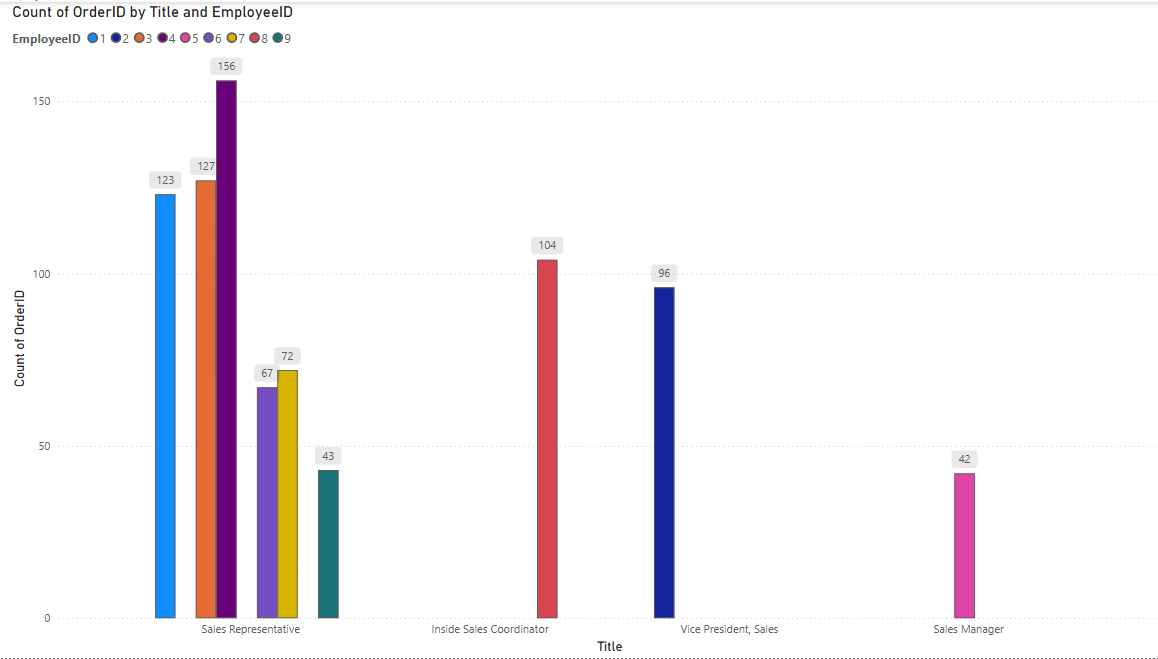 Count of OrderID by Title and EmployeeID
EmployeeID 1 2 3 4 5 6 7 8 9
156
150
127
123
104
100
96
72
67
50
43
42
0
Count of OrderID
Sales Representative Inside Sales Coordinator Vice President, Sales Sales Manager
Title